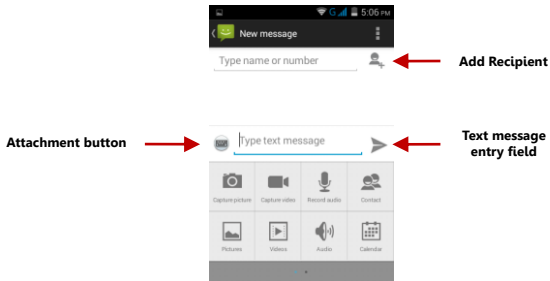 G 5:06 PM
New message
Type name or number
Add Recipient
Attachment button
Type text message
Text message
entry field
Capture picture
Capture video
Record audio
Contact
Pictures
Videos
Audio
Calendar